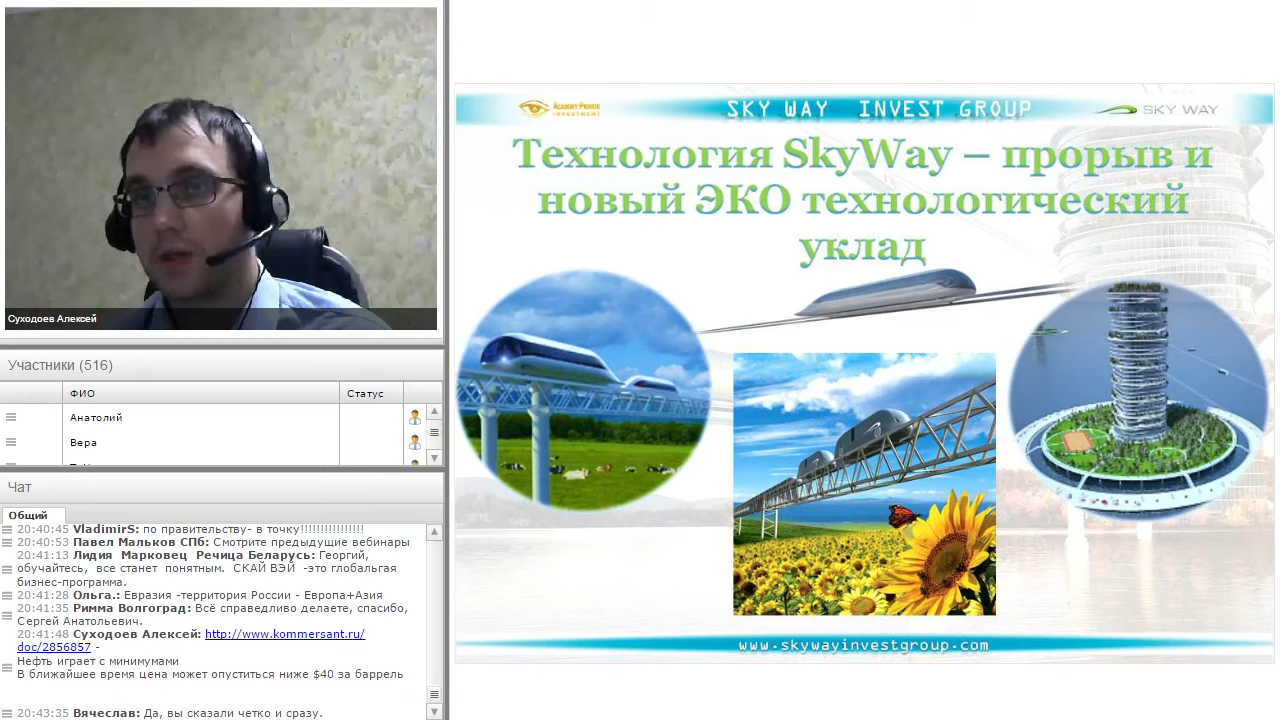 Суходоев Алексей
Участники (516)
ФИО
Статус
Анатолий
Вера
Чат
Общий
20:40:45 VladimirS: по правительству- в точку!!!!!!!!!!!!!!!!
20:40:53 Павел Мальков СПб: Смотрите предыдущие вебинары
20:41:13 Лидия Марковец Речица Беларусь: Георгий,
обучайтесь, все станет понятным. СКАЙ ВЭЙ -это глобальгая
бизнес-программа.
20:41:28 Ольга.: Евразия -территория России - Европа+Азия
20:41:35 Римма Волгоград: Всё справедливо делаете, спасибо,
Сергей Анатольевич.
20:41:48 Суходоев Алексей: http://www.kommersant.ru/
doc/2856857 -
Нефть играет с минимумами
В ближайшее время цена может опуститься ниже $40 за баррель
20:43:35 Вячеслав: Да, вы сказали четко и сразу.
ACADEMY PRIVATE
INVESTMENT
SKY WAY INVEST GROUP
SKY WAY
Технология SkyWay – прорыв и
новый ЭКО технологический
уклад
www.skywayinvestgroup.com